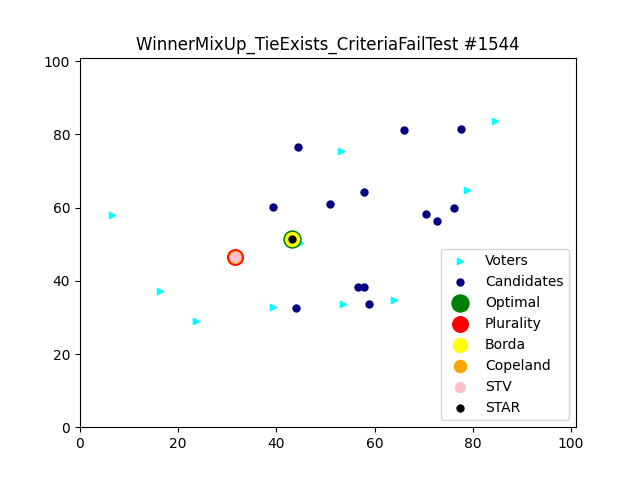 WinnerMixUp_TieExists_CriteriaFailTest #1544
100
80
60
40
20
0
0 20 40 60 80 100
Voters
Candidates
Optimal
Plurality
Borda
Copeland
STV
STAR